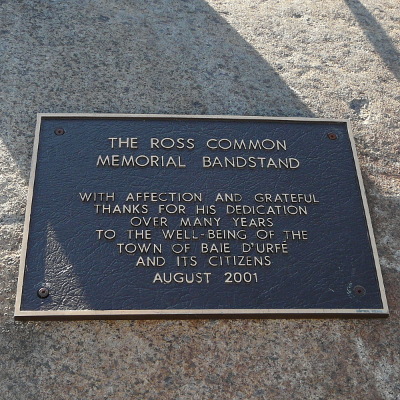 THE ROSS COMMON
MEMORIAL BANDSTAND
WITH AFFECTION AND GRATEFUL
THANKS FOR HIS DEDICATION
OVER MANY YEARS
TO THE WELL-BEING OF THE
TOWN OF BAIE D'URFÉ
AND ITS CITIZENS
AUGUST 2001